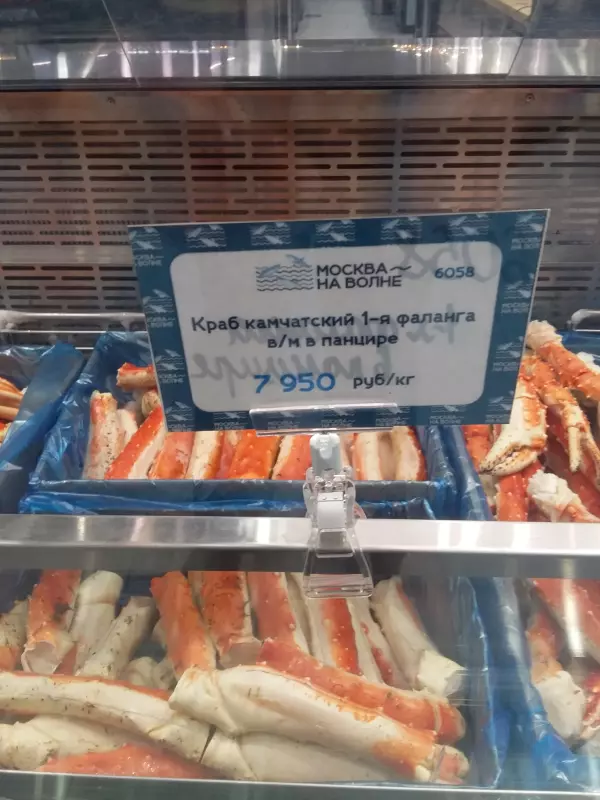 МОСКВА
НА ВОЛНЕ
6058
Краб камчатский 1-я фаланга
в/м в панцире
7 950 руб/кг